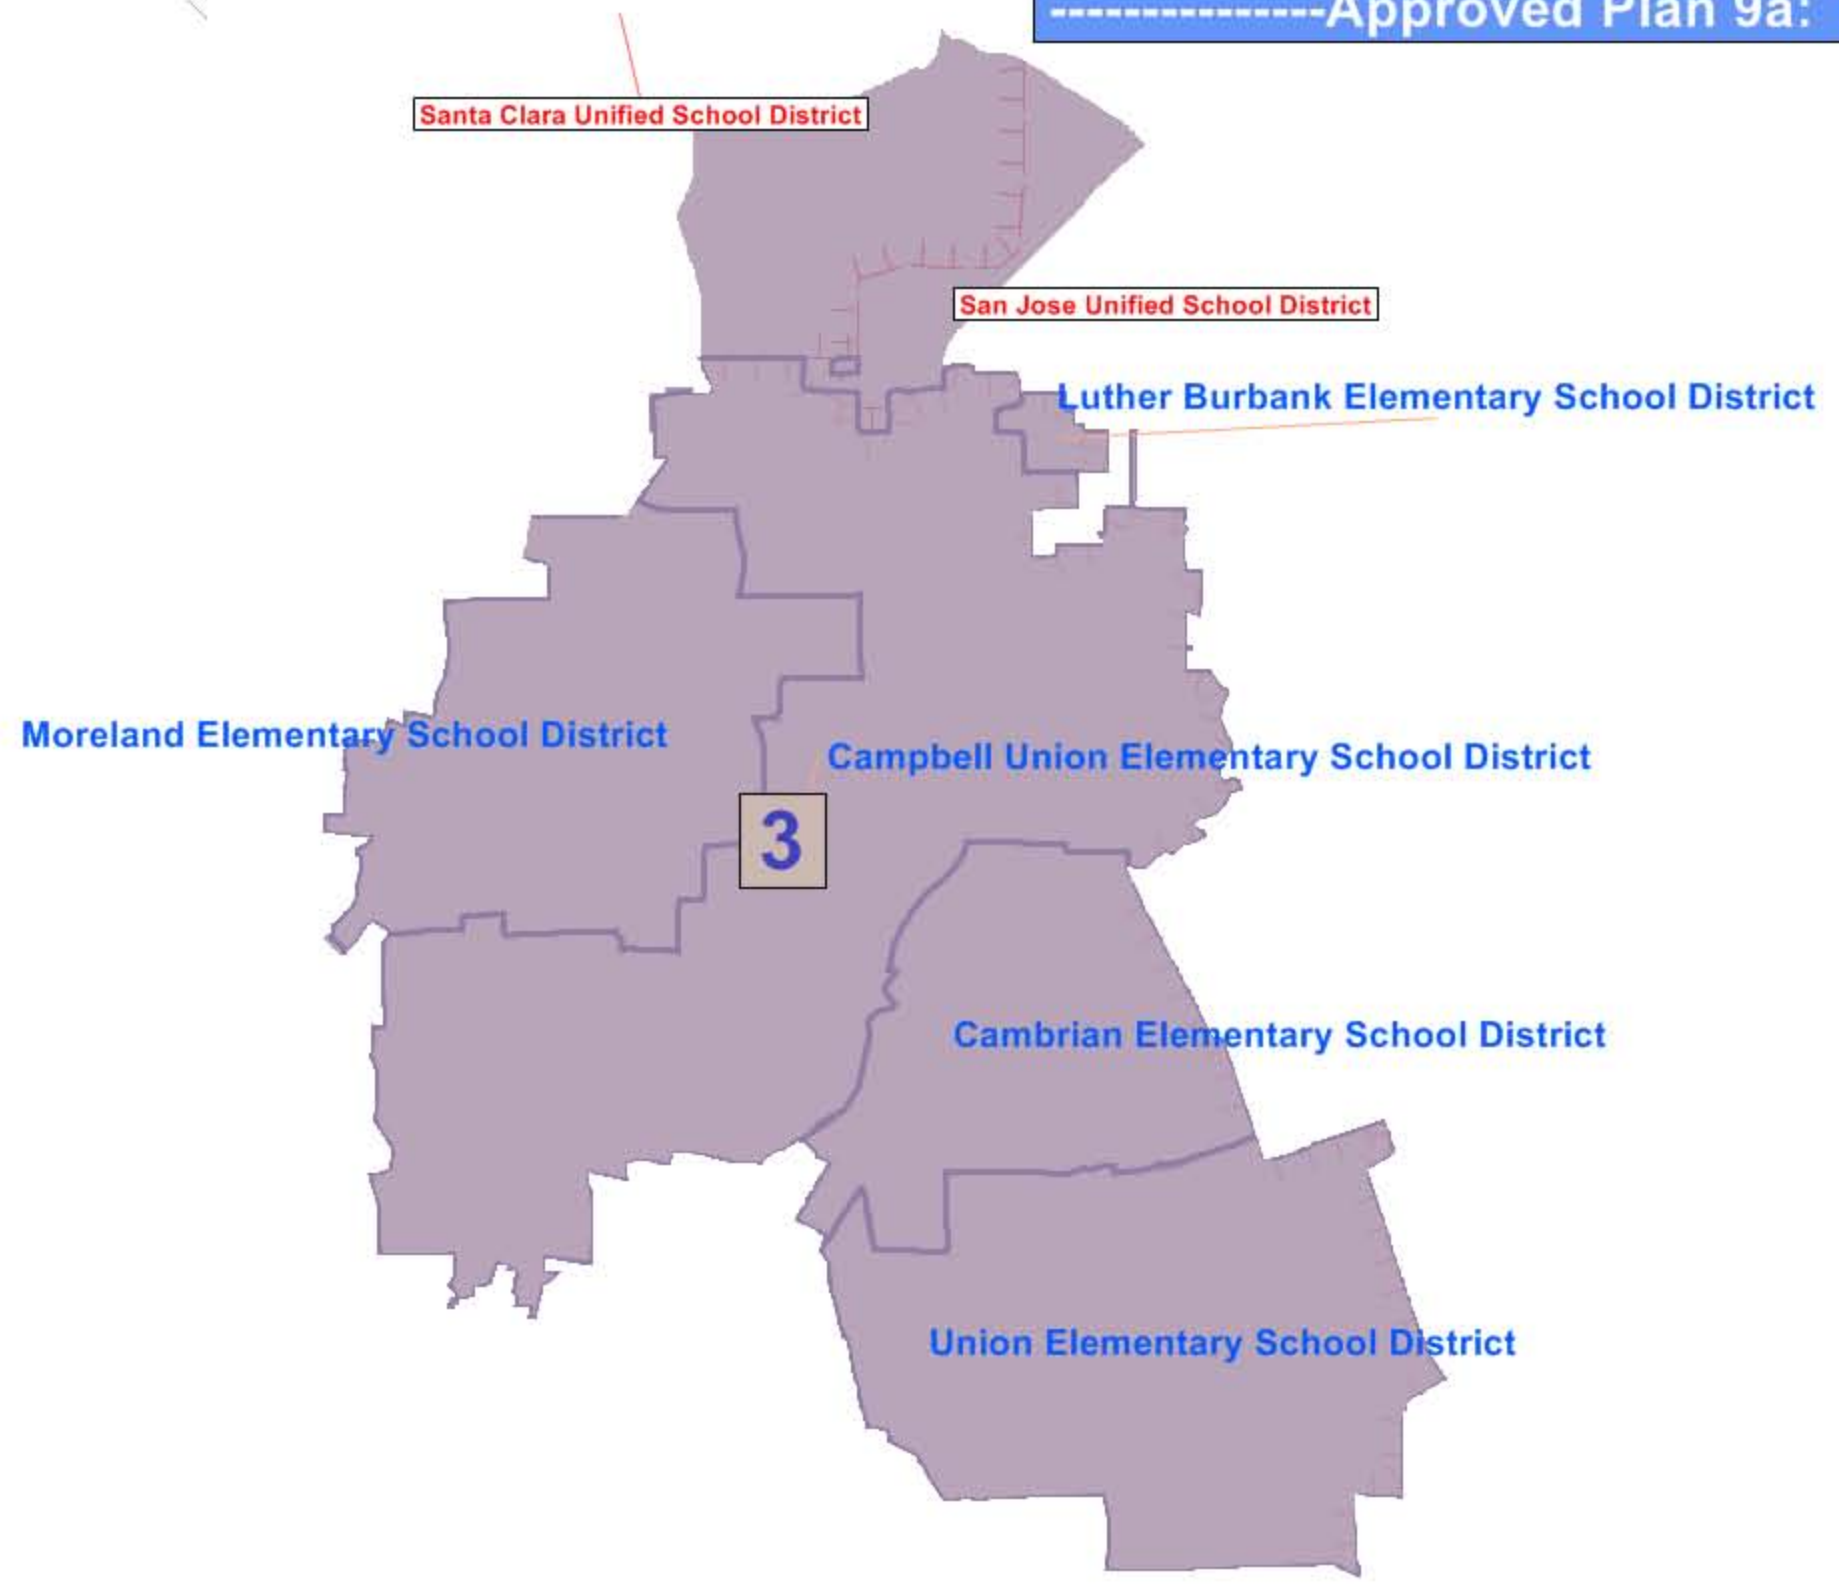 ---------------Approved Plan 9a:
Santa Clara Unified School District
San Jose Unified School District
Luther Burbank Elementary School District
Moreland Elementary School District
Campbell Union Elementary School District
3
Cambrian Elementary School District
Union Elementary School District